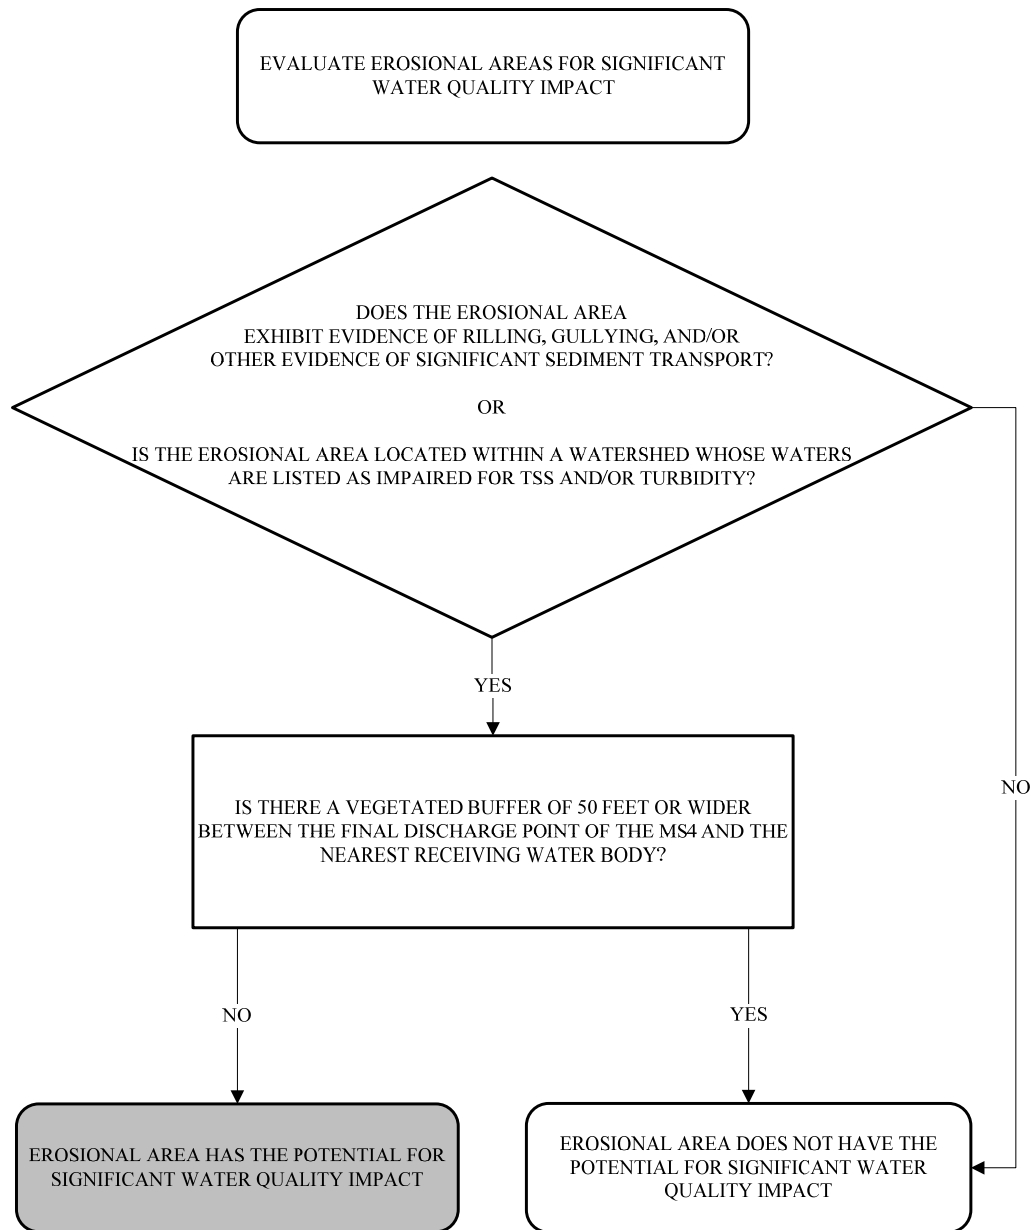 EVALUATE EROSIONAL AREAS FOR SIGNIFICANT
WATER QUALITY IMPACT
DOES THE EROSIONAL AREA
EXHIBIT EVIDENCE OF RILLING, GULLYING, AND/OR
OTHER EVIDENCE OF SIGNIFICANT SEDIMENT TRANSPORT?
OR
IS THE EROSIONAL AREA LOCATED WITHIN A WATERSHED WHOSE WATERS
ARE LISTED AS IMPAIRED FOR TSS AND/OR TURBIDITY?
YES
NO
IS THERE A VEGETATED BUFFER OF 50 FEET OR WIDER
BETWEEN THE FINAL DISCHARGE POINT OF THE MS4 AND THE
NEAREST RECEIVING WATER BODY?
NO
YES
EROSIONAL AREA HAS THE POTENTIAL FOR
SIGNIFICANT WATER QUALITY IMPACT
EROSIONAL AREA DOES NOT HAVE THE
POTENTIAL FOR SIGNIFICANT WATER
QUALITY IMPACT